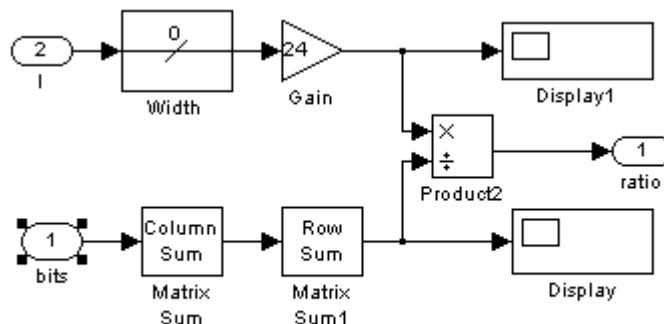 2
I
0
Width
24
Gain
Display1
×
÷
Product2
1
ratio
1
bits
Column
Sum
Matrix
Sum
Row
Sum
Matrix
Sum1
Display